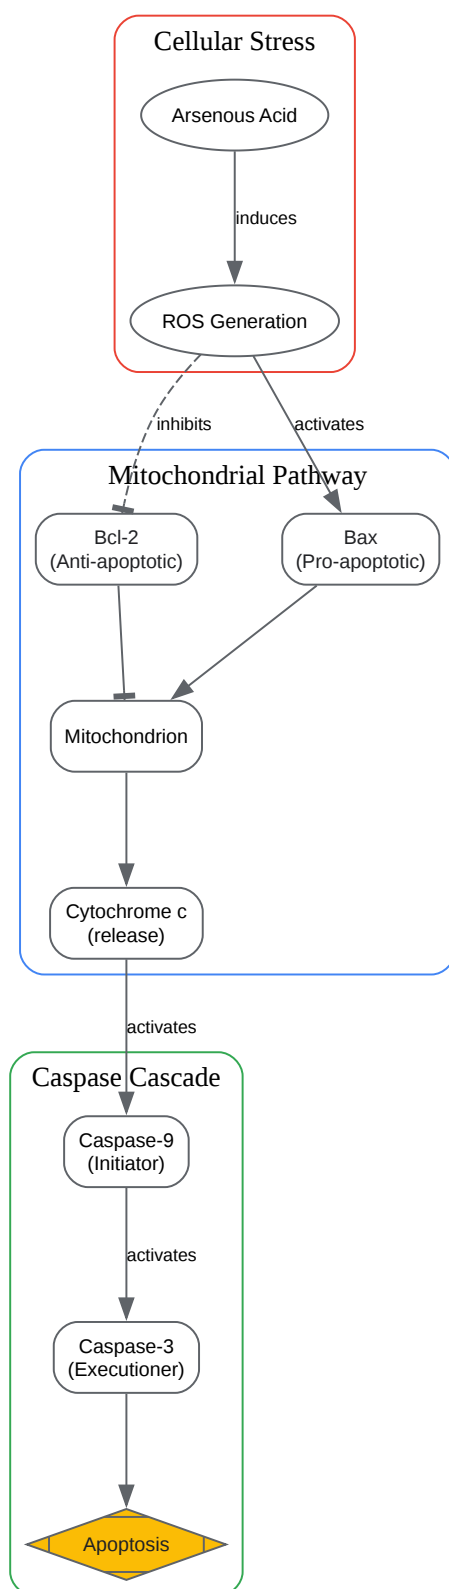 Cellular Stress
Arsenous Acid
induces
ROS Generation
inhibits
activates
Mitochondrial Pathway
Bcl-2
(Anti-apoptotic)
Bax
(Pro-apoptotic)
Mitochondrion
Cytochrome c
(release)
activates
Caspase Cascade
Caspase-9
(Initiator)
activates
Caspase-3
(Executioner)
Apoptosis